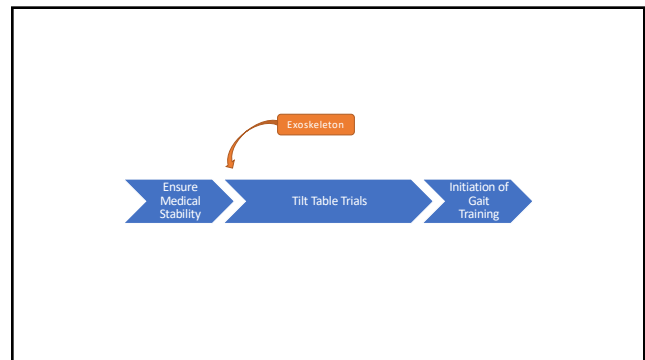 Exoskeleton
Ensure
Medical
Stability
Tilt Table Trials
Initiation of
Gait
Training